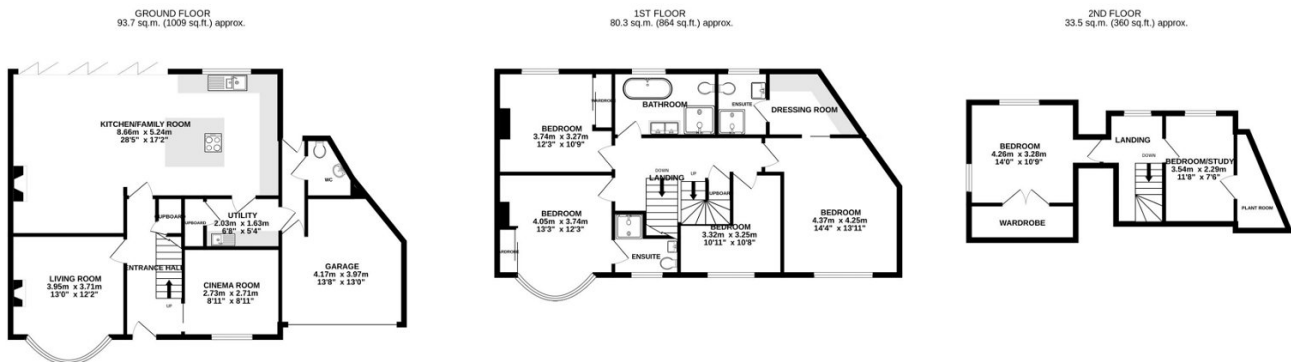 GROUND FLOOR
93.7 sq.m. (1009 sq.ft.) approx.
KITCHEN/FAMILY ROOM
8.66m x 5.24m
28'5" x 17'2"
WC
CUPBOARD
CUPBOARD
UTILITY
2.03m x 1.63m
6'8" x 5'4"
LIVING ROOM
3.95m x 3.71m
13'0" x 12'2"
ENTRANCE HALL
UP
CINEMA ROOM
2.73m x 2.71m
8'11" x 8'11"
GARAGE
4.17m x 3.97m
13'8" x 13'0"
1ST FLOOR
80.3 sq.m. (864 sq.ft.) approx.
BEDROOM
3.74m x 3.27m
12'3" x 10'9"
WARDROBE
BATHROOM
ENSUITE
DRESSING ROOM
LANDING
DOWN
UP
CUPBOARD
BEDROOM
4.05m x 3.74m
13'3" x 12'3"
WARDROBE
ENSUITE
BEDROOM
3.32m x 3.25m
10'11" x 10'8"
BEDROOM
4.37m x 4.25m
14'4" x 13'11"
2ND FLOOR
33.5 sq.m. (360 sq.ft.) approx.
BEDROOM
4.26m x 3.28m
14'0" x 10'9"
WARDROBE
LANDING
DOWN
BEDROOM/STUDY
3.54m x 2.29m
11'8" x 7'6"
PLANT ROOM